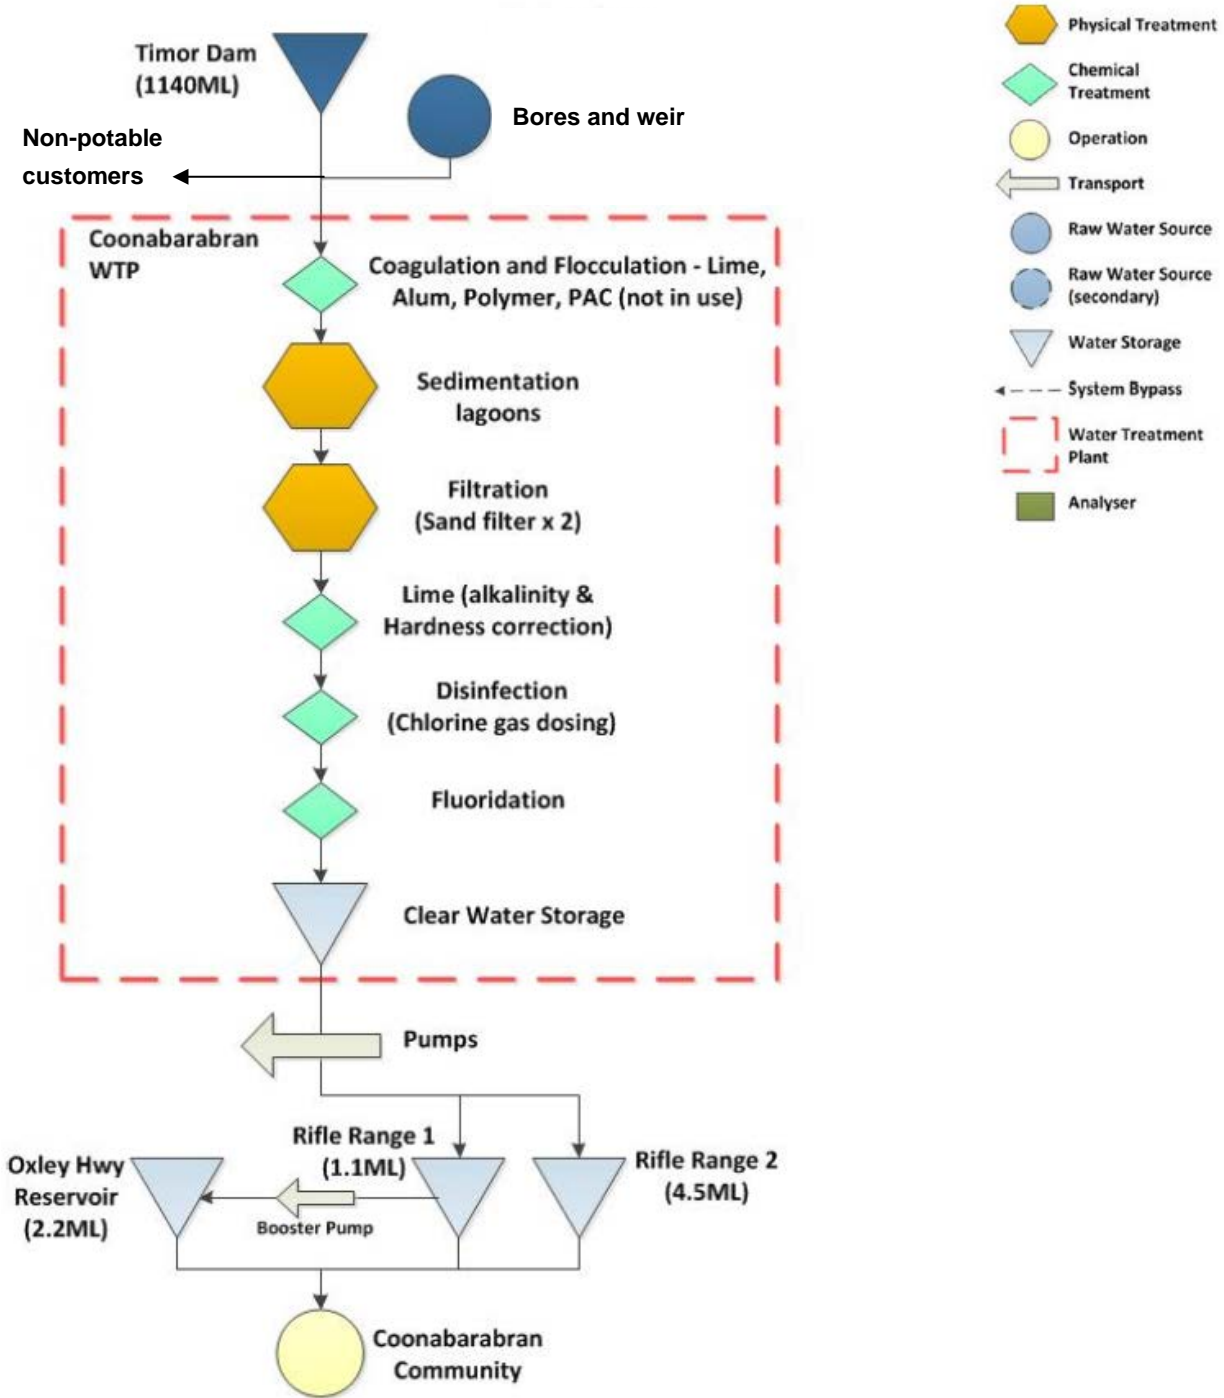 Timor Dam
(1140ML)
Bores and weir
Non-potable
customers
Coonabarabran
WTP
Coagulation and Flocculation - Lime,
Alum, Polymer, PAC (not in use)
Sedimentation
lagoons
Filtration
(Sand filter x 2)
Lime (alkalinity &
Hardness correction)
Disinfection
(Chlorine gas dosing)
Fluoridation
Clear Water Storage
Pumps
Rifle Range 1
(1.1ML)
Rifle Range 2
(4.5ML)
Oxley Hwy
Reservoir
(2.2ML)
Booster Pump
Coonabarabran
Community
Physical Treatment
Chemical
Treatment
Operation
Transport
Raw Water Source
Raw Water Source
(secondary)
Water Storage
System Bypass
Water Treatment
Plant
Analyser